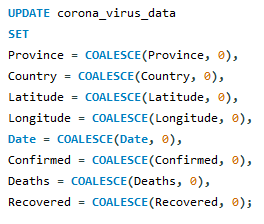 UPDATE corona_virus_data
SET
Province = COALESCE(Province, 0),
Country = COALESCE(Country, 0),
Latitude = COALESCE(Latitude, 0),
Longitude = COALESCE(Longitude, 0),
Date = COALESCE(Date, 0),
Confirmed = COALESCE(Confirmed, 0),
Deaths = COALESCE(Deaths, 0),
Recovered = COALESCE(Recovered, 0);